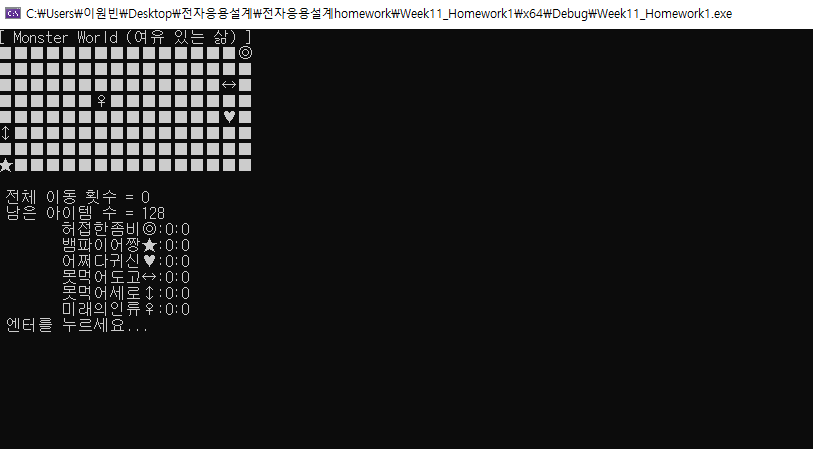 C:\Users\이원빈\Desktop\전자응용설계\전자응용설계homework\Week11_Homework1\x64\Debug\Week11_Homework1.exe
[ Monster World (여유 있는 삶) ]
■■■■■■■■■■■■■■■◎
■■■■■■■■■■■■■■■■
■■■■■■■■■■■■■■↔■
■■■■■■♀■■■■■■■■■
■■■■■■■■■■■■■■♥■
↕■■■■■■■■■■■■■■■
■■■■■■■■■■■■■■■■
★■■■■■■■■■■■■■■■
전체 이동 횟수 = 0
남은 아이템 수 = 128
허접한좀비◎:0:0
뱀파이어짱★:0:0
어쩌다귀신♥:0:0
못먹어도고↔:0:0
못먹어세로↕:0:0
미래의인류♀:0:0
엔터를 누르세요...